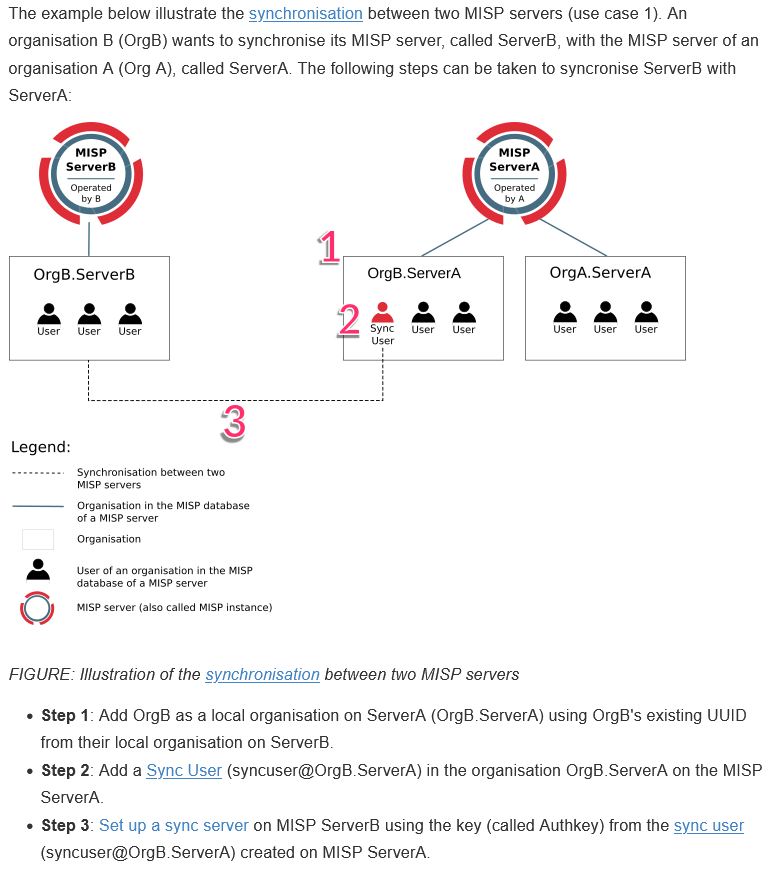 The example below illustrate the synchronisation between two MISP servers (use case 1). An
organisation B (OrgB) wants to synchronise its MISP server, called ServerB, with the MISP server of an
organisation A (Org A), called ServerA. The following steps can be taken to syncronise ServerB with
ServerA:
MISP
ServerB
Operated
by B
MISP
ServerA
Operated
by A
1
OrgB.ServerB
User User User
OrgB.ServerA
2
Sync
User
User User
OrgA.ServerA
User User User
3
Legend:
Synchronisation between two
MISP servers
Organisation in the MISP database
of a MISP server
Organisation
User of an organisation in the MISP
database of a MISP server
MISP server (also called MISP instance)
FIGURE: Illustration of the synchronisation between two MISP servers
• Step 1: Add OrgB as a local organisation on ServerA (OrgB.ServerA) using OrgB's existing UUID
from their local organisation on ServerB.
• Step 2: Add a Sync User (syncuser@OrgB.ServerA) in the organisation OrgB.ServerA on the MISP
ServerA.
• Step 3: Set up a sync server on MISP ServerB using the key (called Authkey) from the sync user
(syncuser@OrgB.ServerA) created on MISP ServerA.